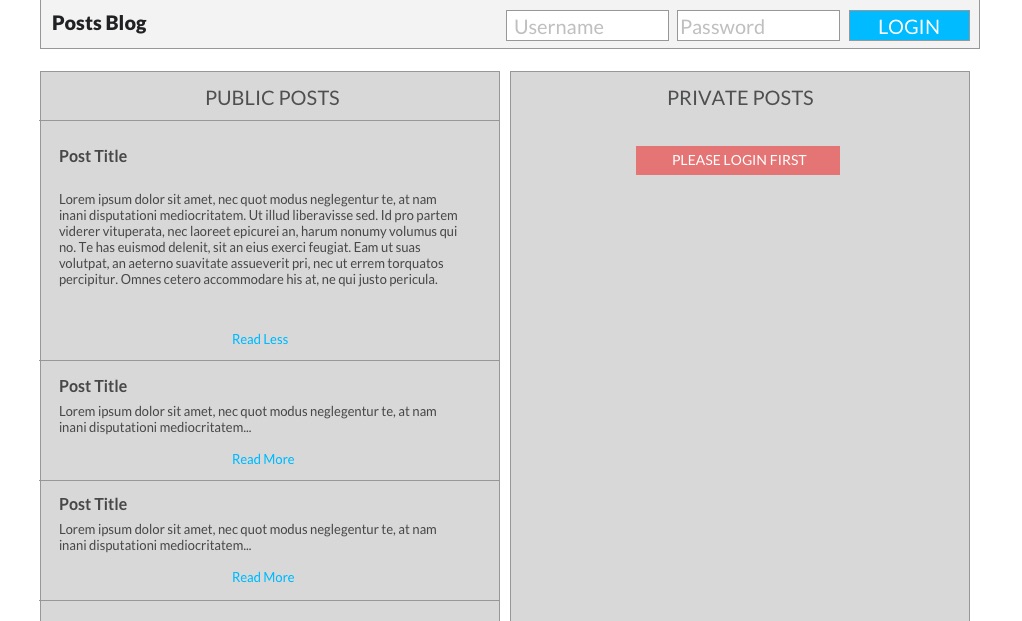 Posts Blog
Username
Password
LOGIN
PUBLIC POSTS
Post Title
Lorem ipsum dolor sit amet, nec quot modus neglegentur te, at nam
inani disputationi mediocritatem. Ut illud liberavisse sed. Id pro partem
viderer vituperata, nec laoreet epicurei an, harum nonumy volumus qui
no. Te has euismod delenit, sit an eius exerci feugiat. Eam ut suas
volutpat, an aeterno suavitate assueverit pri, nec ut errem torquatos
percipitur. Omnes cetero accommodare his at, ne qui justo pericula.
Read Less
Post Title
Lorem ipsum dolor sit amet, nec quot modus neglegentur te, at nam
inani disputationi mediocritatem...
Read More
Post Title
Lorem ipsum dolor sit amet, nec quot modus neglegentur te, at nam
inani disputationi mediocritatem...
Read More
PRIVATE POSTS
PLEASE LOGIN FIRST